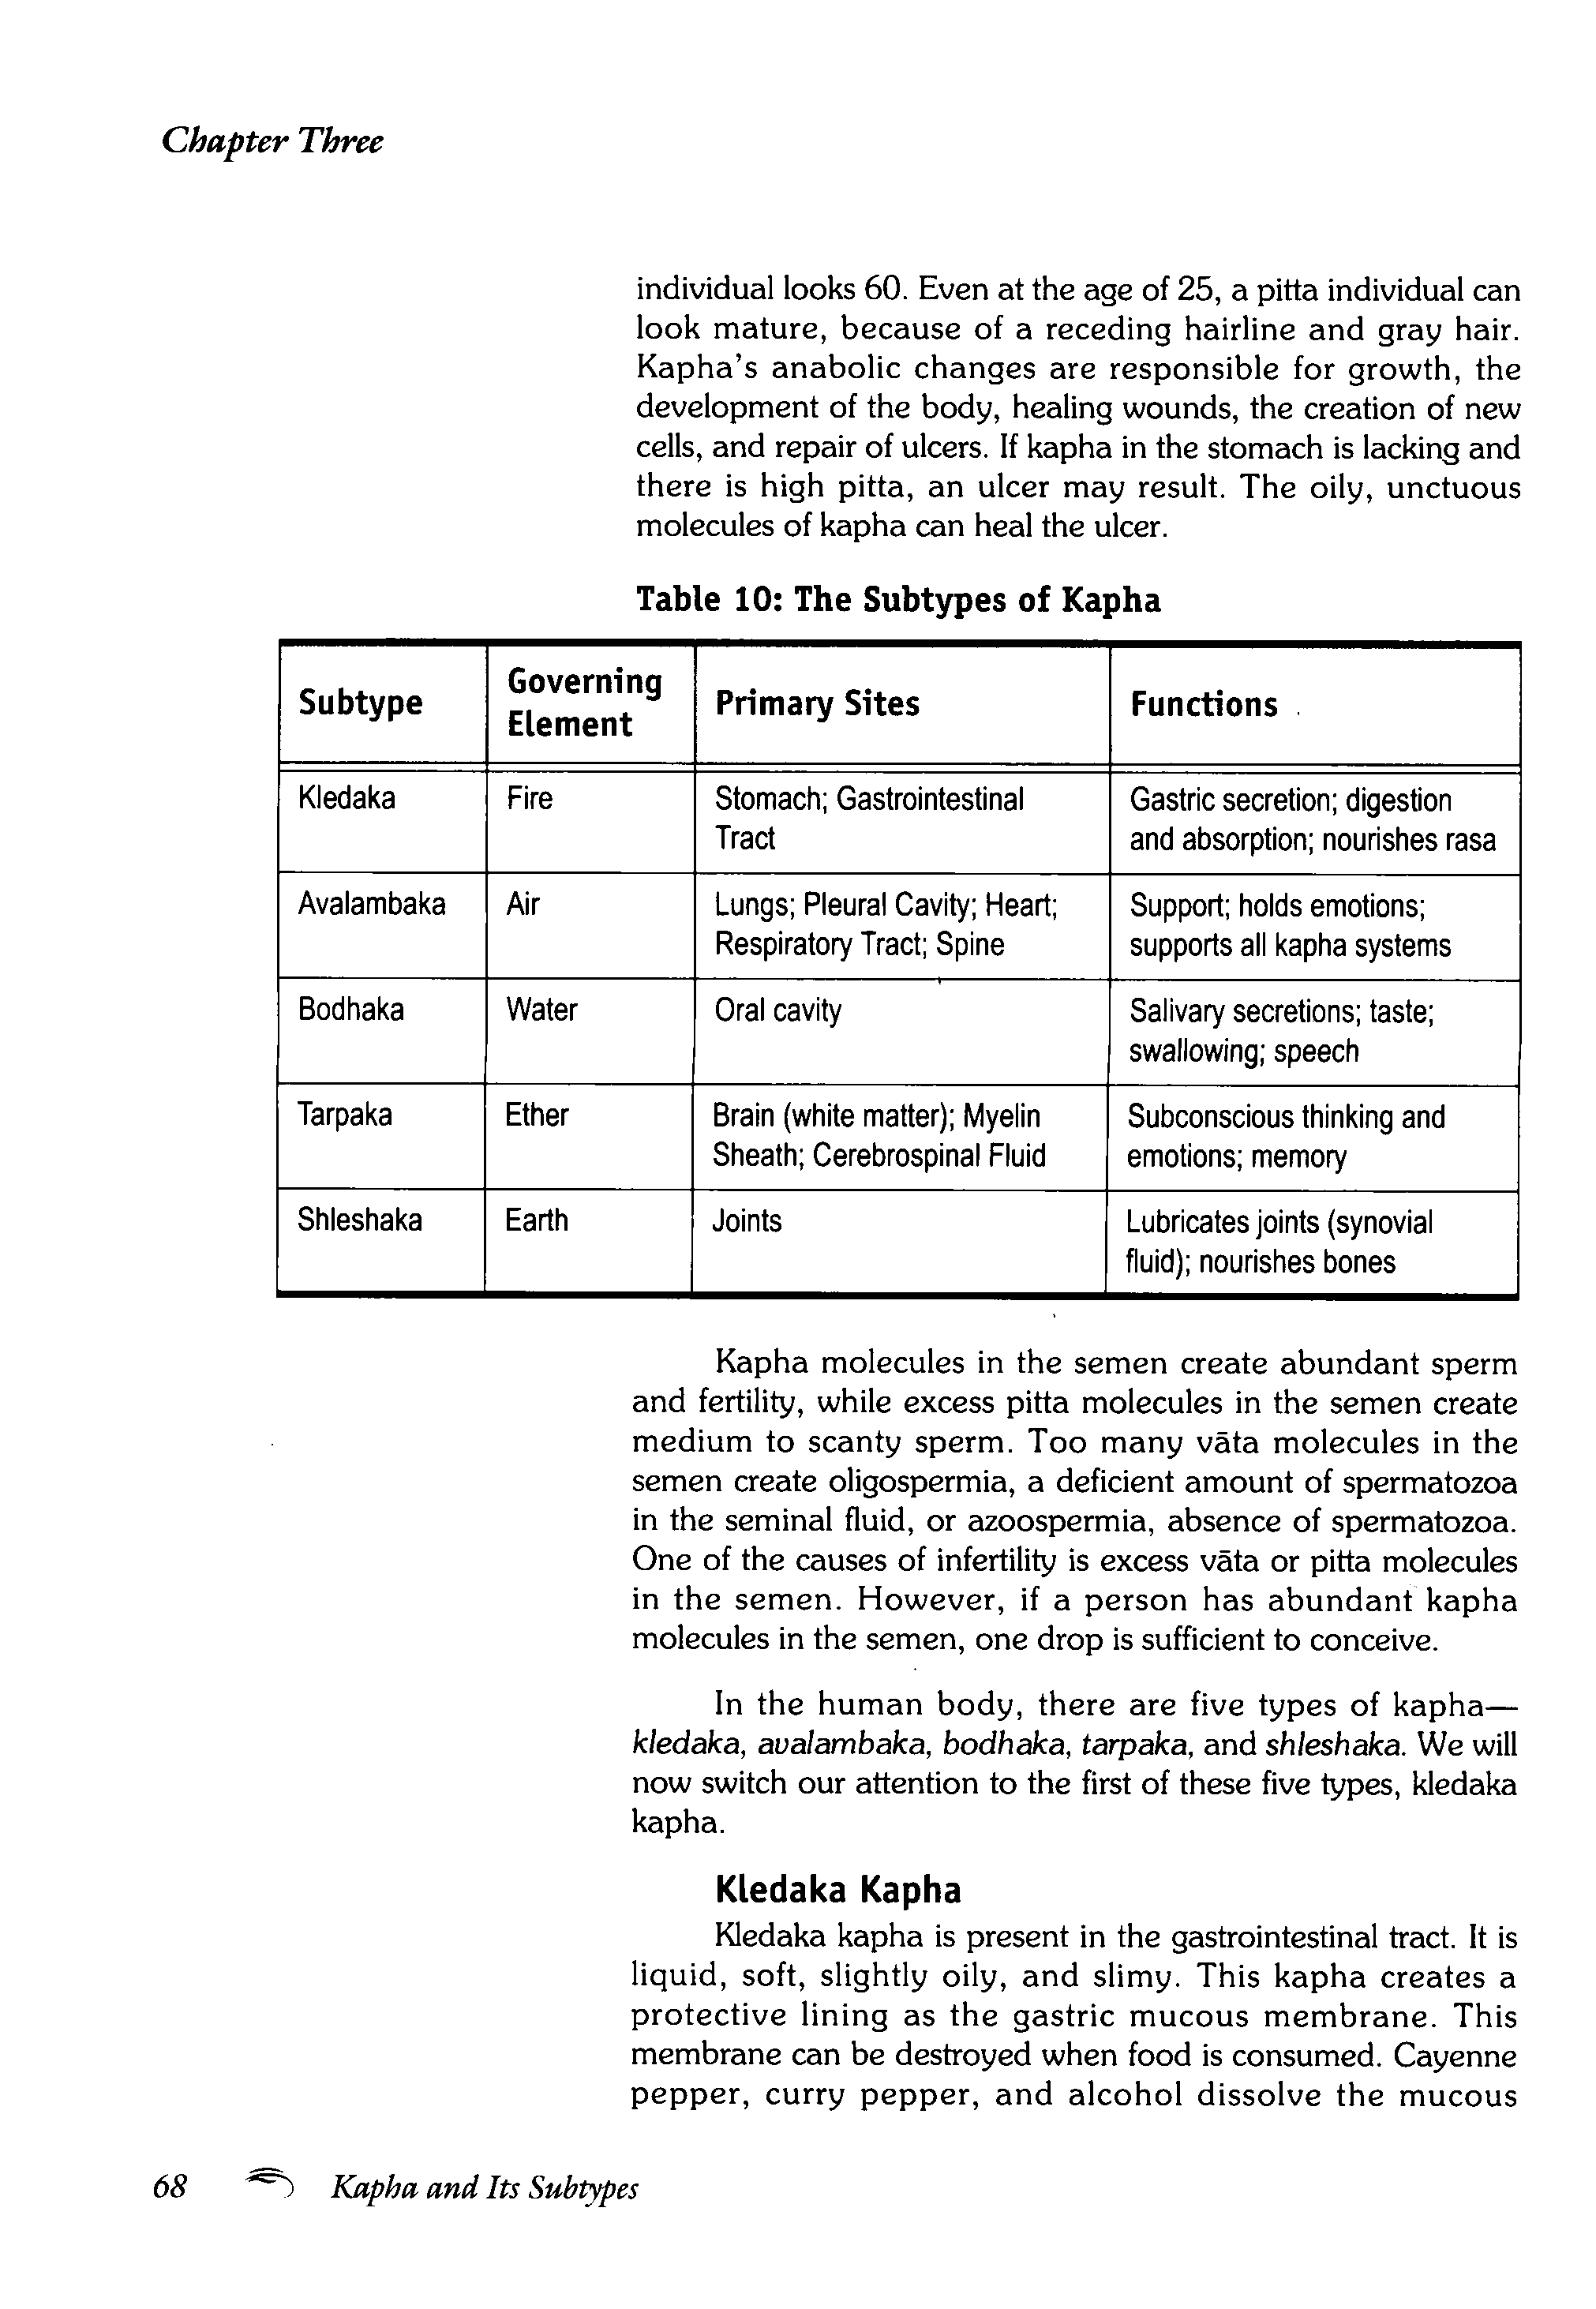 Chapter Three
individual looks 60. Even at the age of 25, a pitta individual can
look mature, because of a receding hairline and gray hair.
Kapha's anabolic changes are responsible for growth, the
development of the body, healing wounds, the creation of new
cells, and repair of ulcers. If kapha in the stomach is lacking and
there is high pitta, an ulcer may result. The oily, unctuous
molecules of kapha can heal the ulcer.
Table 10: The Subtypes of Kapha
Subtype Governing Element Primary Sites Functions
Kledaka Fire Stomach; Gastrointestinal Gastric secretion; digestion
Tract and absorption; nourishes rasa
Avalambaka Air Lungs; Pleural Cavity; Heart; Support; holds emotions;
Respiratory Tract; Spine supports all kapha systems
Bodhaka Water Oral cavity Salivary secretions; taste;
swallowing; speech
Tarpaka Ether Brain (white matter); Myelin Subconscious thinking and
Sheath; Cerebrospinal Fluid emotions; memory
Shleshaka Earth Joints Lubricates joints (synovial
fluid); nourishes bones
Kapha molecules in the semen create abundant sperm
and fertility, while excess pitta molecules in the semen create
medium to scanty sperm. Too many vāta molecules in the
semen create oligospermia, a deficient amount of spermatozoa
in the seminal fluid, or azoospermia, absence of spermatozoa.
One of the causes of infertility is excess vāta or pitta molecules
in the semen. However, if a person has abundant kapha
molecules in the semen, one drop is sufficient to conceive.
In the human body, there are five types of kapha—
kledaka, avalambaka, bodhaka, tarpaka, and shleshaka. We will
now switch our attention to the first of these five types, kledaka
kapha.
Kledaka Kapha
Kledaka kapha is present in the gastrointestinal tract. It is
liquid, soft, slightly oily, and slimy. This kapha creates a
protective lining as the gastric mucous membrane. This
membrane can be destroyed when food is consumed. Cayenne
pepper, curry pepper, and alcohol dissolve the mucous
68 Kapha and Its Subtypes